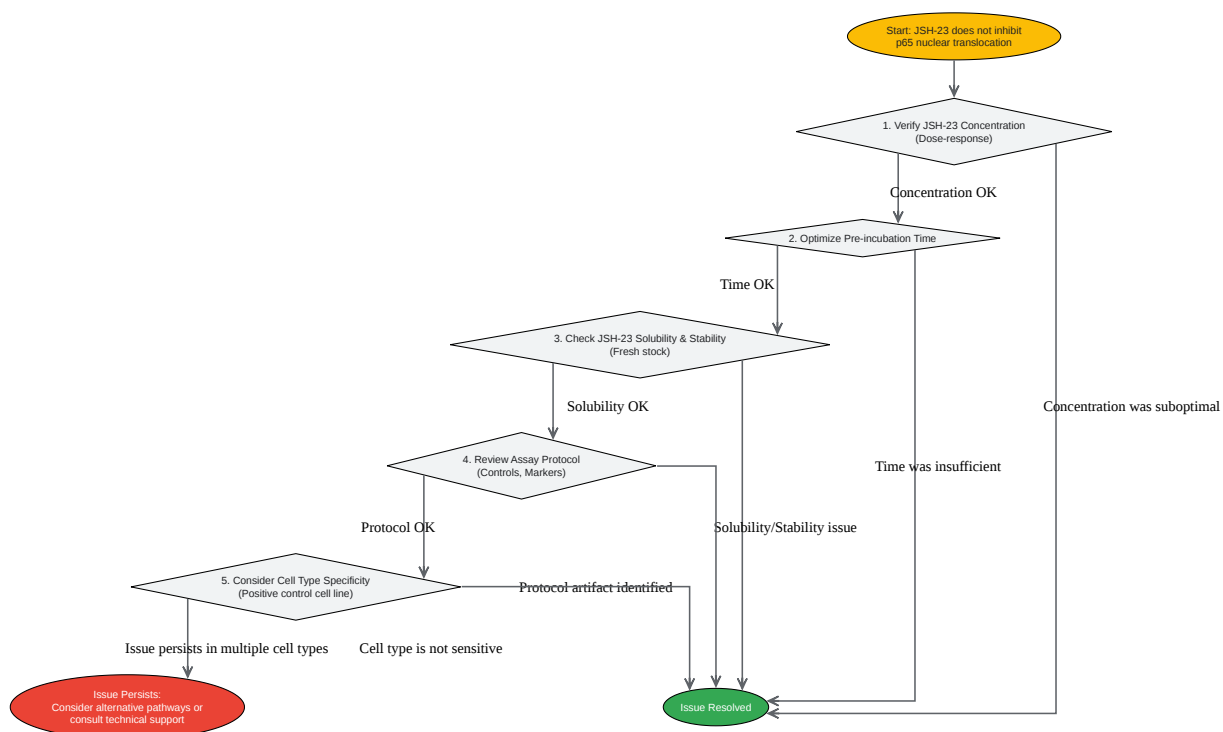 Start: JSH-23 does not inhibit
p65 nuclear translocation
1. Verify JSH-23 Concentration
(Dose-response)
Concentration OK
2. Optimize Pre-incubation Time
Time OK
3. Check JSH-23 Solubility & Stability
(Fresh stock)
Solubility OK
Concentration was suboptimal
4. Review Assay Protocol
(Controls, Markers)
Time was insufficient
Protocol OK
Solubility/Stability issue
5. Consider Cell Type Specificity
(Positive control cell line)
Protocol artifact identified
Issue persists in multiple cell types
Cell type is not sensitive
Issue Persists:
Consider alternative pathways or
consult technical support
Issue Resolved